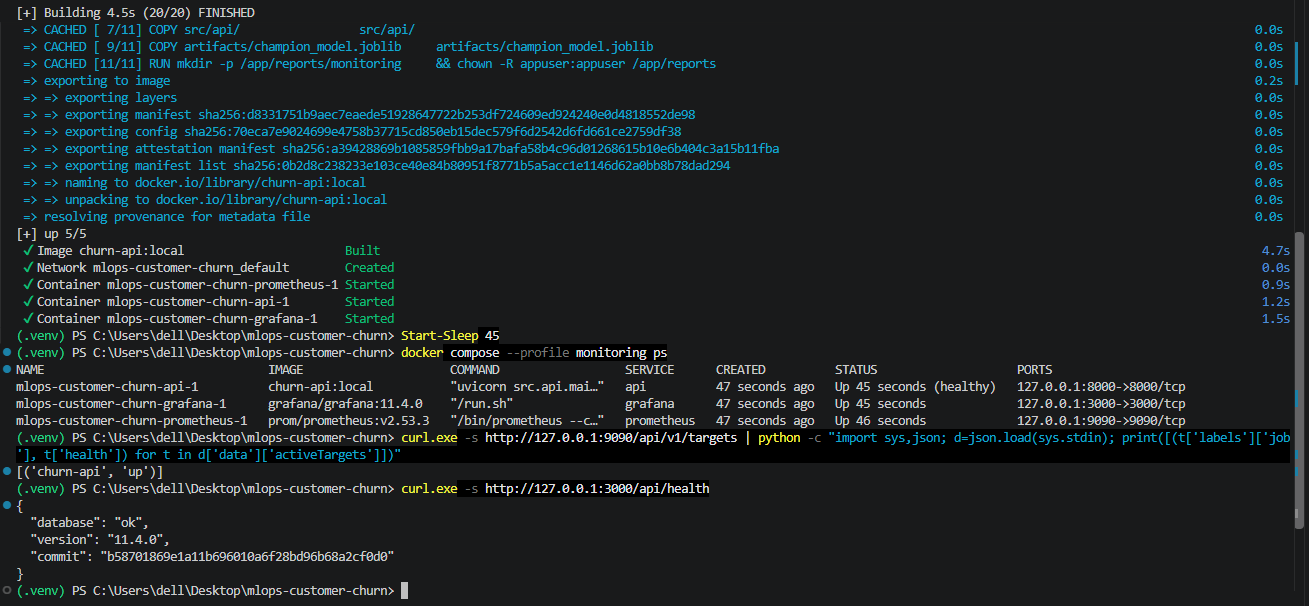 [+] Building 4.5s (20/20) FINISHED
=> CACHED [ 7/11] COPY src/api/ src/api/ 0.0s
=> CACHED [ 9/11] COPY artifacts/champion_model.joblib artifacts/champion_model.joblib 0.0s
=> CACHED [11/11] RUN mkdir -p /app/reports/monitoring && chown -R appuser:appuser /app/reports 0.0s
=> exporting to image 0.2s
=> => exporting layers 0.0s
=> => exporting manifest sha256:d8331751b9aec7eaede51928647722b253df724609ed924240e0d4818552de98 0.0s
=> => exporting config sha256:70eca7e9024699e4758b37715cd850eb15dec579f6d2542d6fd661ce2759df38 0.0s
=> => exporting attestation manifest sha256:a39428869b1085859fbb9a17bafa58b4c96d01268615b10e6b404c3a15b11fba 0.0s
=> => exporting manifest list sha256:0b2d8c238233e103ce40e84b80951f8771b5a5acc1e1146d62a0bb8b78dad294 0.0s
=> => naming to docker.io/library/churn-api:local 0.0s
=> => unpacking to docker.io/library/churn-api:local 0.0s
=> resolving provenance for metadata file 0.0s
[+] up 5/5
✓ Image churn-api:local Built 4.7s
✓ Network mlops-customer-churn_default Created 0.0s
✓ Container mlops-customer-churn-prometheus-1 Started 0.9s
✓ Container mlops-customer-churn-api-1 Started 1.2s
✓ Container mlops-customer-churn-grafana-1 Started 1.5s
(.venv) PS C:\Users\dell\Desktop\mlops-customer-churn> Start-Sleep 45
(.venv) PS C:\Users\dell\Desktop\mlops-customer-churn> docker compose --profile monitoring ps
NAME IMAGE COMMAND SERVICE CREATED STATUS PORTS
mlops-customer-churn-api-1 churn-api:local "uvicorn src.api.mai…" api 47 seconds ago Up 45 seconds (healthy) 127.0.0.1:8000->8000/tcp
mlops-customer-churn-grafana-1 grafana/grafana:11.4.0 "/run.sh" grafana 47 seconds ago Up 45 seconds 127.0.0.1:3000->3000/tcp
mlops-customer-churn-prometheus-1 prom/prometheus:v2.53.3 "/bin/prometheus --c…" prometheus 47 seconds ago Up 46 seconds 127.0.0.1:9090->9090/tcp
(.venv) PS C:\Users\dell\Desktop\mlops-customer-churn> curl.exe -s http://127.0.0.1:9090/api/v1/targets | python -c "import sys,json; d=json.load(sys.stdin); print([(t['labels']['job
'], t['health']) for t in d['data']['activeTargets']])"
[('churn-api', 'up')]
(.venv) PS C:\Users\dell\Desktop\mlops-customer-churn> curl.exe -s http://127.0.0.1:3000/api/health
{
"database": "ok",
"version": "11.4.0",
"commit": "b58701869e1a11b696010a6f28bd96b68a2cf0d0"
}
(.venv) PS C:\Users\dell\Desktop\mlops-customer-churn>